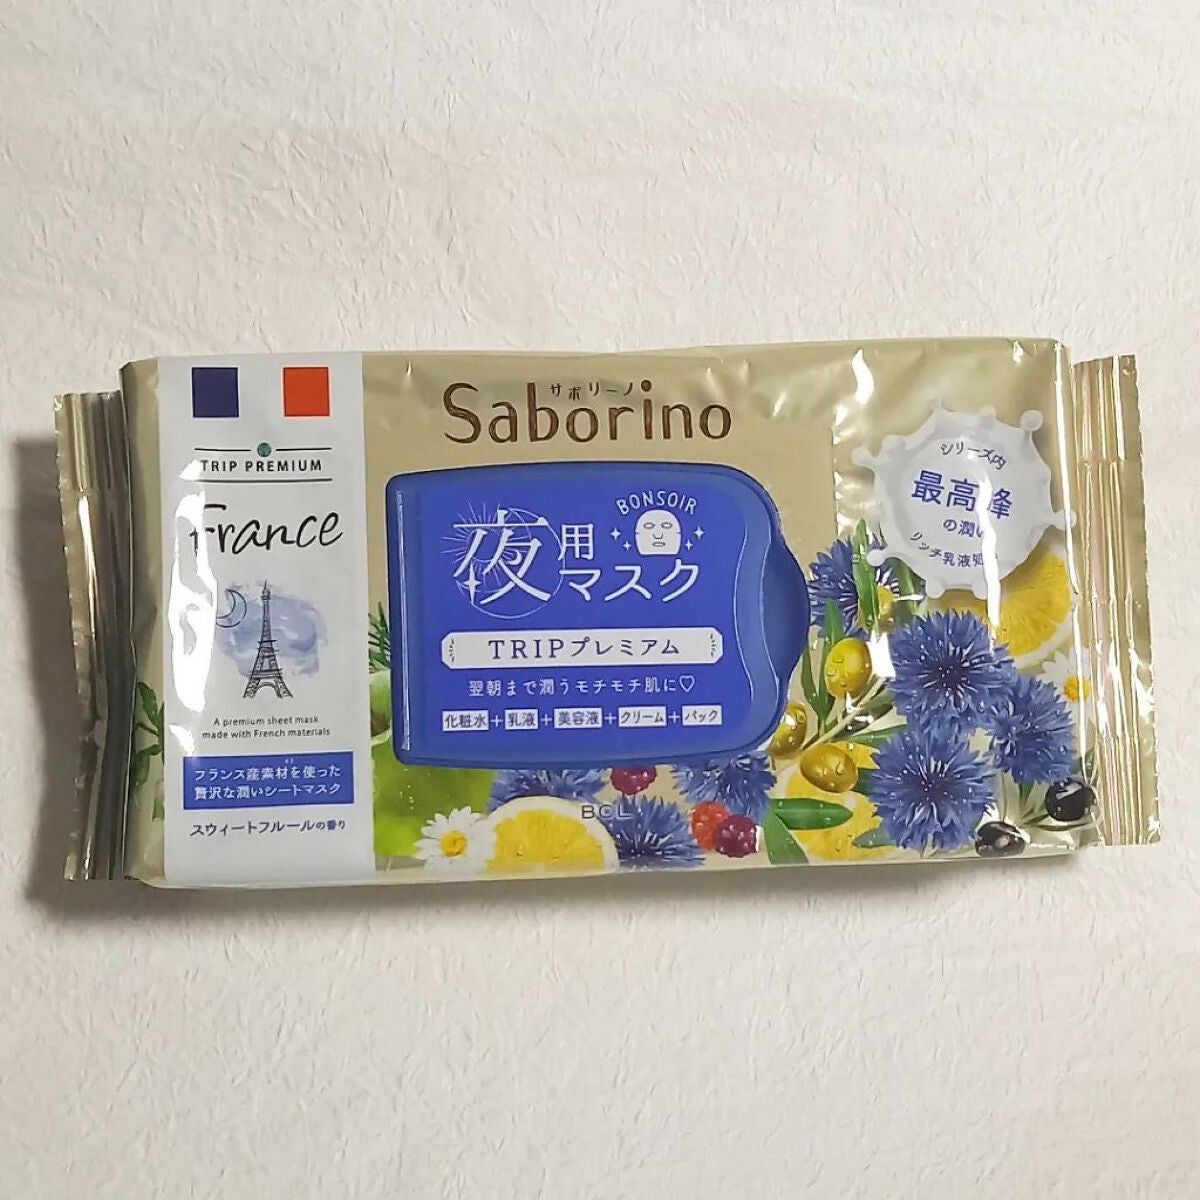 サボリーノ
Saborino
TRIP PREMIUM
France
A premium sheet mask
made with French materials
フランス産素材を使った
贅沢な潤いシートマスク
スウィートフルールの香り
BONSOIR
夜用
マスク
TRIPプレミアム
翌朝まで潤うモチモチ肌に♡
化粧水+乳液+美容液+クリーム+パック
シリーズ内
最高峰
の潤い
リッチ乳液処
BCL